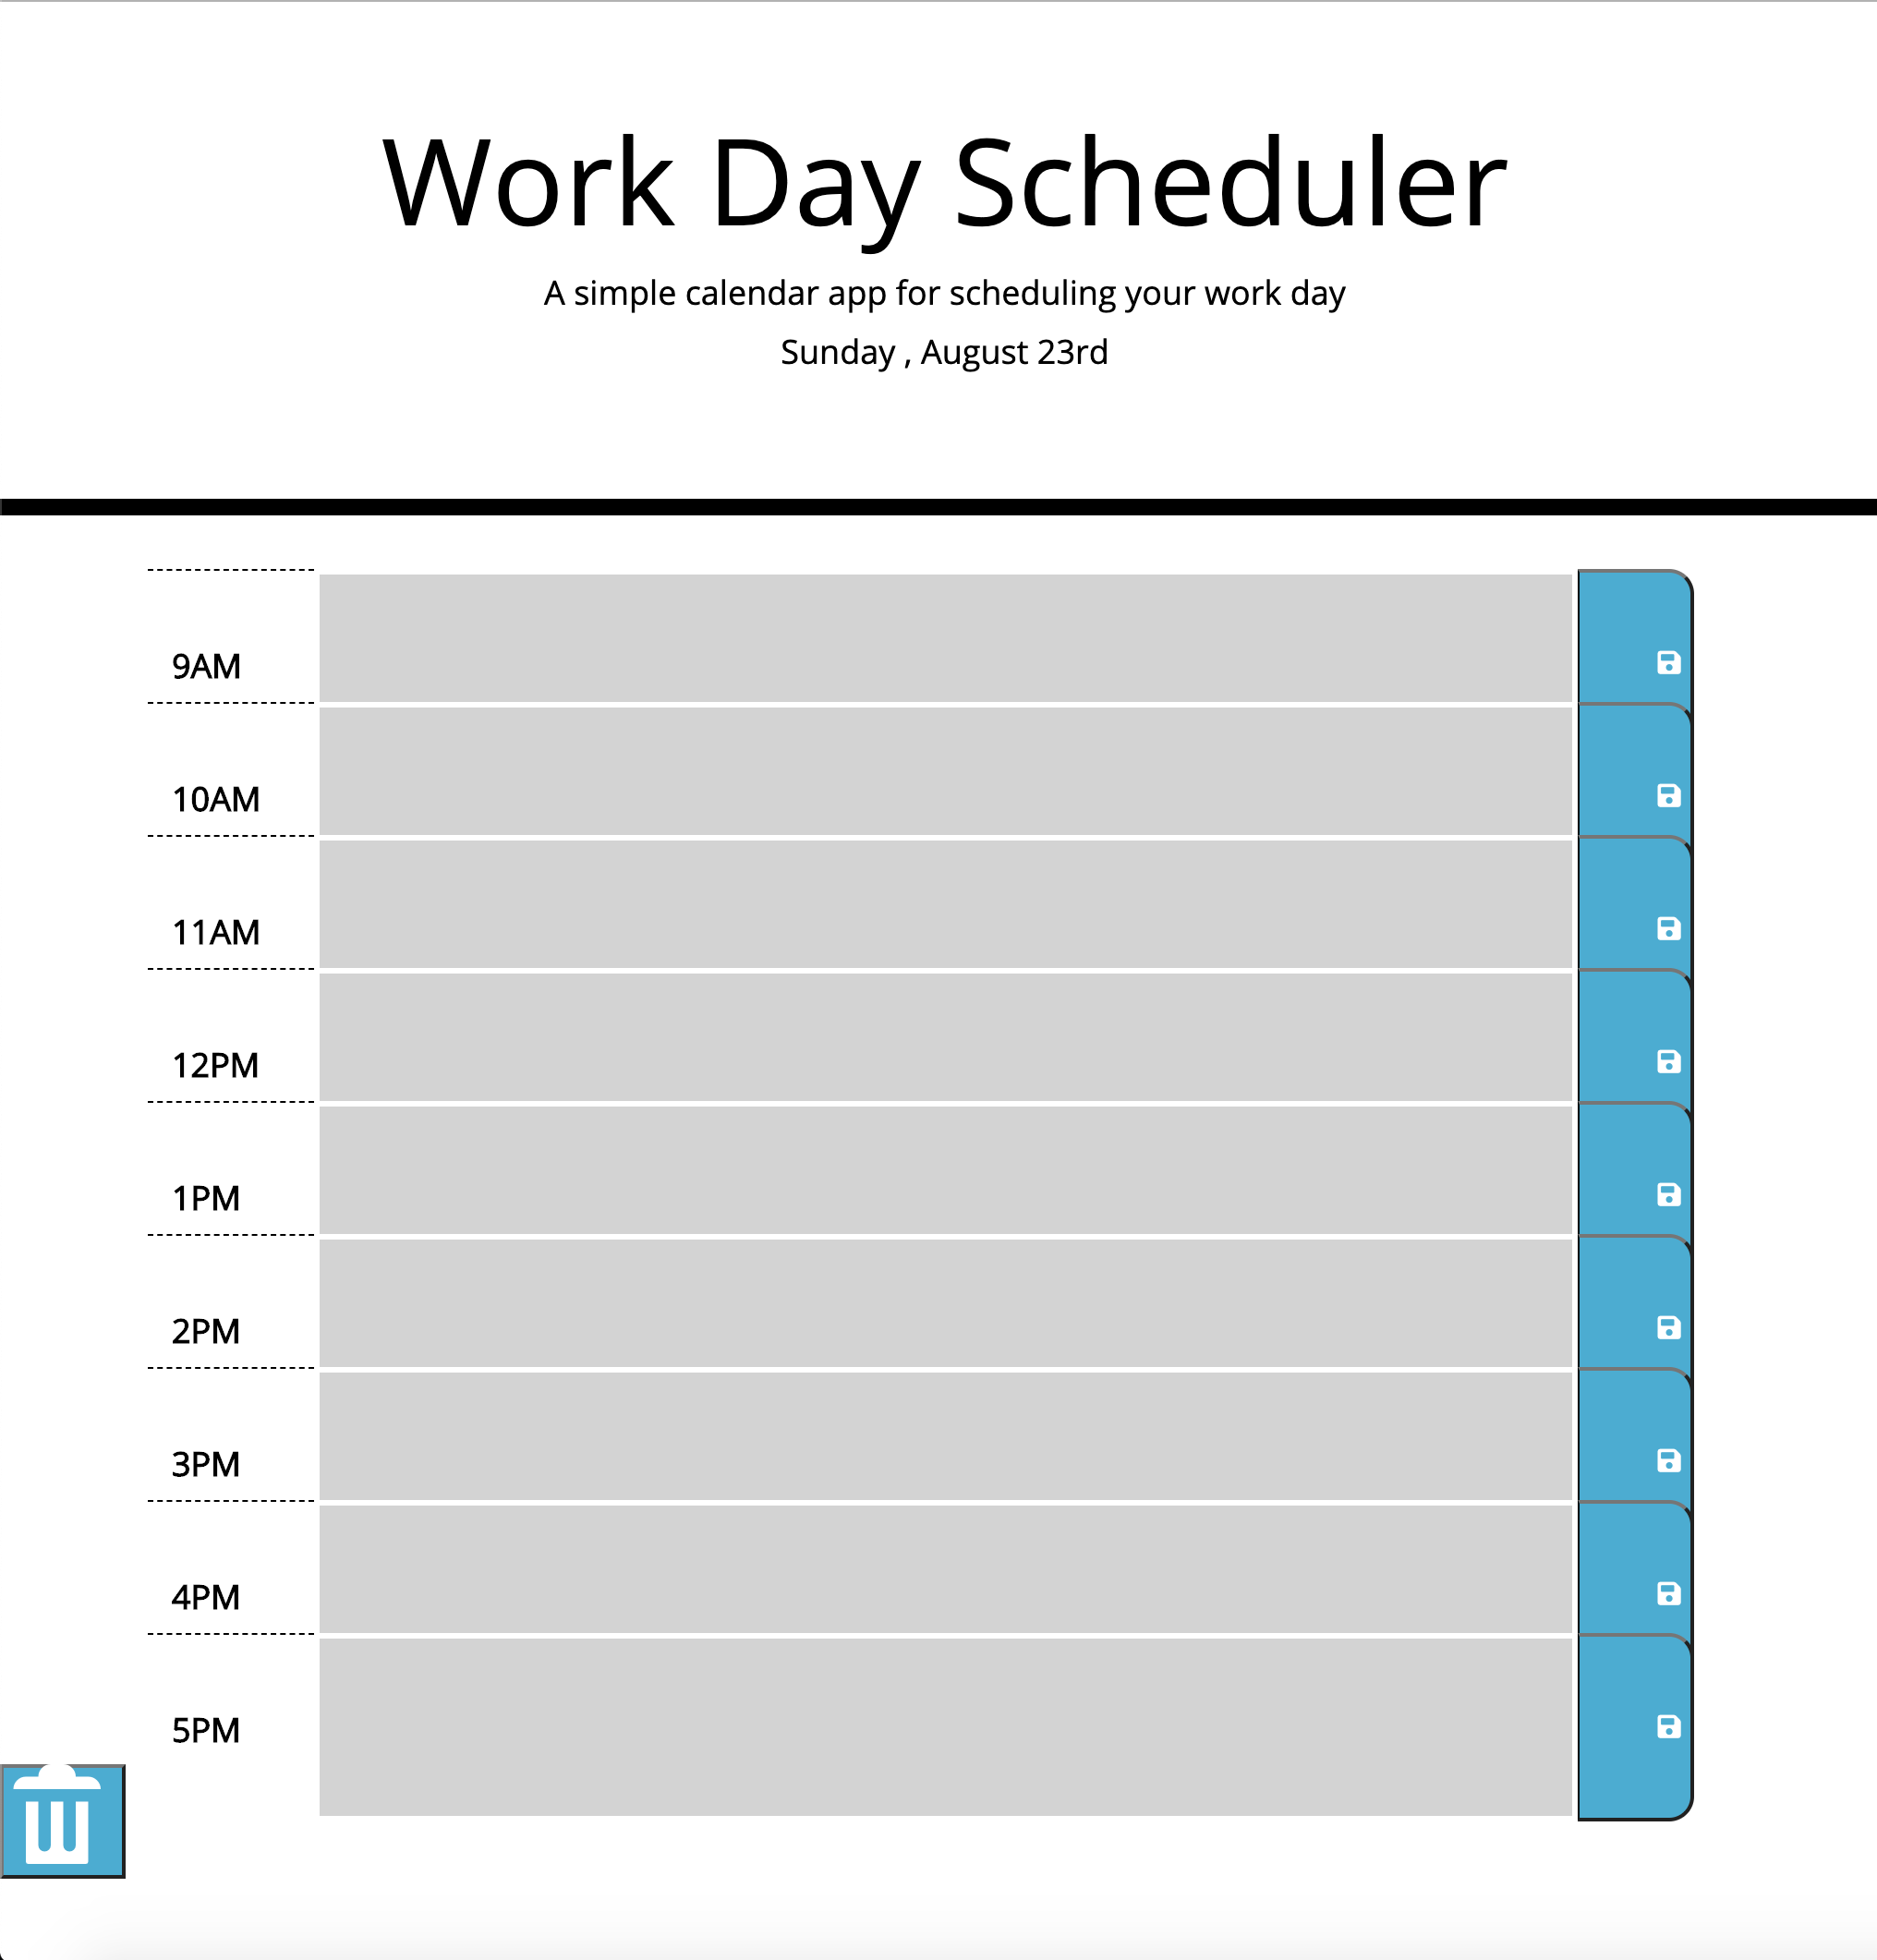 Work Day Scheduler
A simple calendar app for scheduling your work day
Sunday , August 23rd
9AM
10AM
11AM
12PM
1PM
2PM
3PM
4PM
5PM